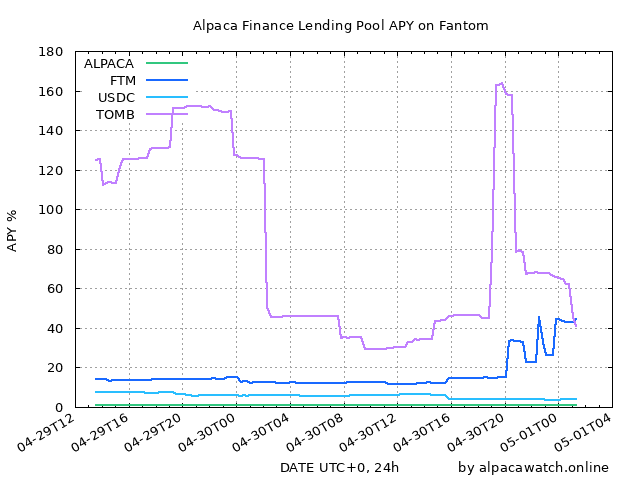 Alpaca Finance Lending Pool APY on Fantom
180
160
140
120
100
80
60
40
20
0
APY %
ALPACA
FTM
USDC
TOMB
04-29T12
04-29T16
04-29T20
04-30T00
04-30T04
04-30T08
04-30T12
04-30T16
04-30T20
05-01T00
05-01T04
DATE UTC+0, 24h
by alpacawatch.online